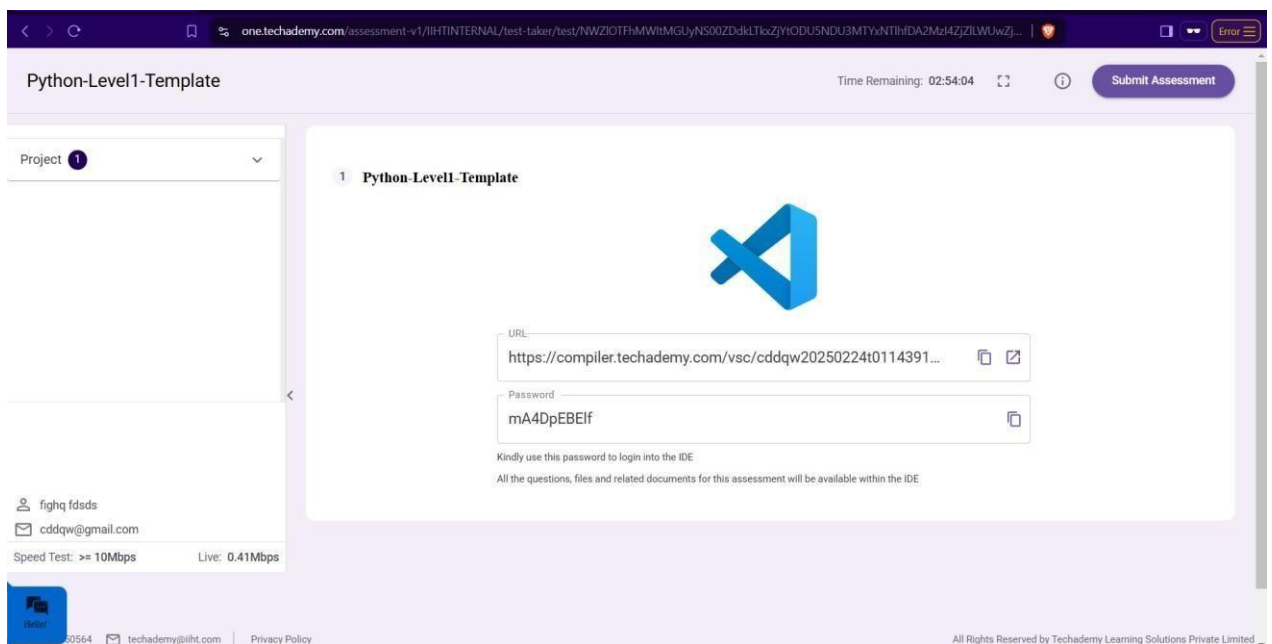 one.techademy.com/assessment-v1/IIHTINTERNAL/test-taker/test/NWZlOTFhMWItMGUyNS00ZDdkLTkxZjYtODU5NDU3MTYxNTlhfDA2MzI4ZjZlLWUwZj...
Error
Python-Level1-Template
Time Remaining: 02:54:04
Submit Assessment
Project 1
1 Python-Level1-Template
URL
https://compiler.techademy.com/vsc/cddqw20250224t0114391...
Password
mA4DpEBElf
Kindly use this password to login into the IDE
All the questions, files and related documents for this assessment will be available within the IDE
fighq fdsds
cddqw@gmail.com
Speed Test: >= 10Mbps Live: 0.41Mbps
Hello!
50564 techademy@iiht.com | Privacy Policy
All Rights Reserved by Techademy Learning Solutions Private Limited